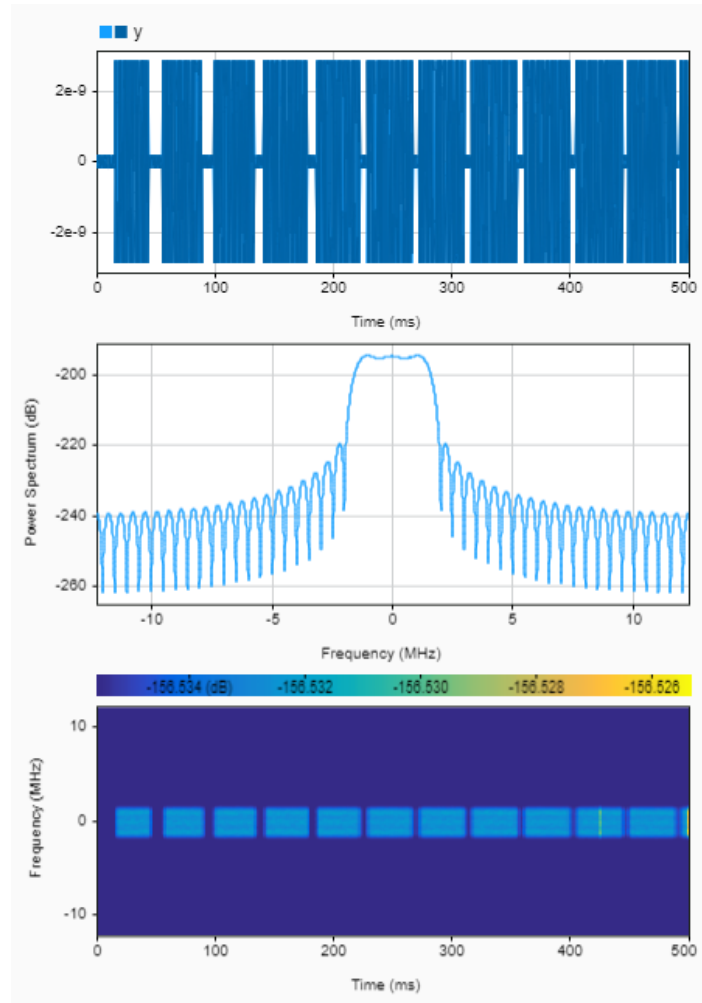 y
2e-9
0
-2e-9
0 100 200 300 400 500
Time (ms)
Power Spectrum (dB)
-200
-220
-240
-260
-10 -5 0 5 10
Frequency (MHz)
-156.534 (dB) -156.532 -156.530 -156.528 -156.526
Frequency (MHz)
10
0
-10
0 100 200 300 400 500
Time (ms)